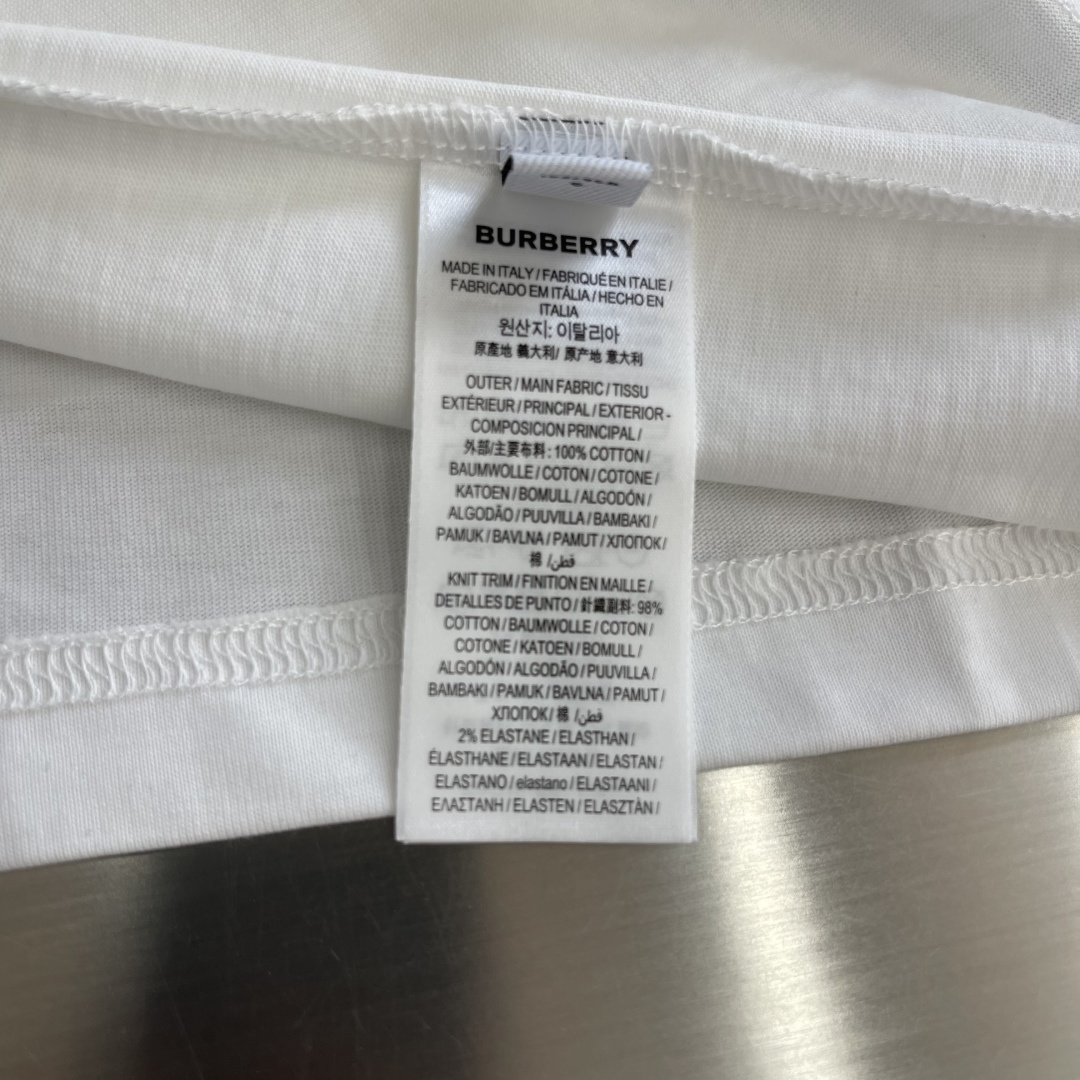 BURBERRY
MADE IN ITALY / FABRIQUÉ EN ITALIE /
FABRICADO EM ITÁLIA / HECHO EN
ITALIA
원산지: 이탈리아
原產地 義大利/ 原产地 意大利
OUTER / MAIN FABRIC / TISSU
EXTÉRIEUR / PRINCIPAL / EXTERIOR -
COMPOSICION PRINCIPAL /
外部/主要布料: 100% COTTON /
BAUMWOLLE / COTON / COTONE /
KATOEN / BOMULL / ALGODÓN /
ALGODÃO / PUUVILLA / BAMBAKI /
PAMUK / BAVLNA / PAMUT / ХЛОПОК /
棉 / قطن/
KNIT TRIM / FINITION EN MAILLE /
DETALLES DE PUNTO / 針織副料: 98%
COTTON / BAUMWOLLE / COTON /
COTONE / KATOEN / BOMULL /
ALGODÓN / ALGODÃO / PUUVILLA /
BAMBAKI / PAMUK / BAVLNA / PAMUT /
ХЛОПОК/ 棉 / قطن/
2% ELASTANE / ELASTHAN /
ÉLASTHANE / ELASTAAN / ELASTAN /
ELASTANO / elastano / ELASTAANI /
ΕΛΑΣΤΑΝΗ / ELASTEN / ELASZTÀN /